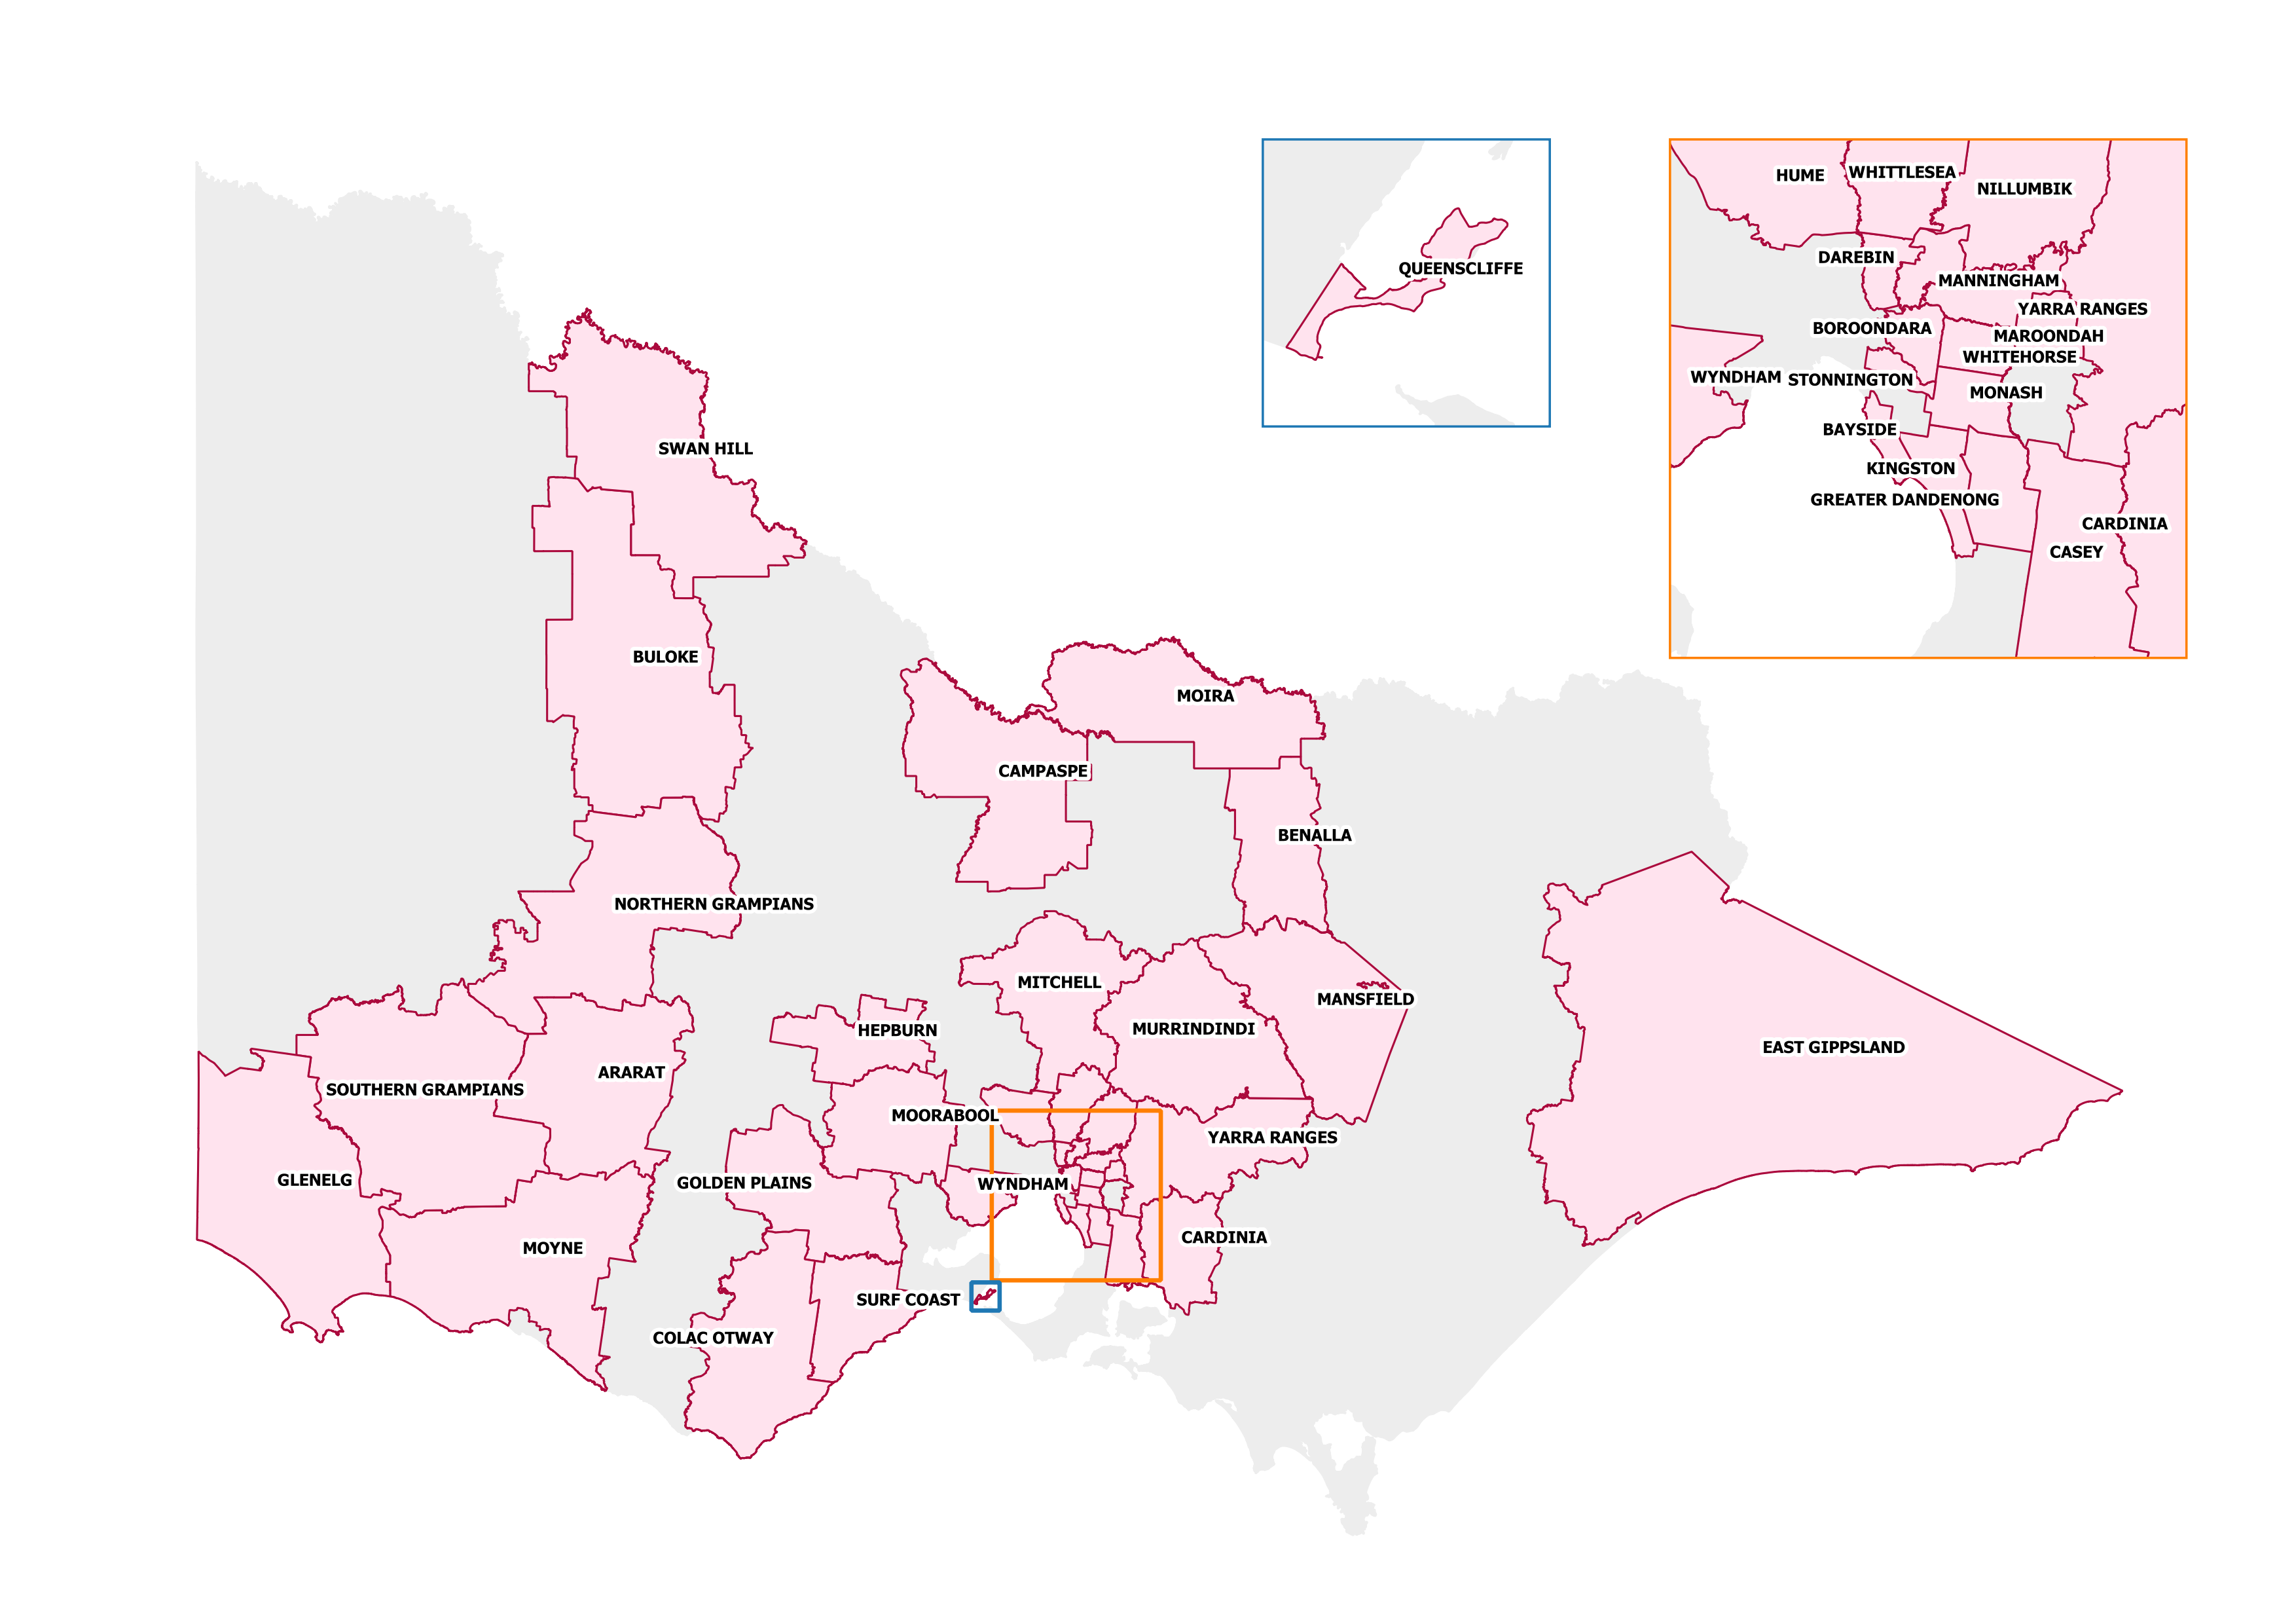 QUEENSCLIFFE
HUME
WHITTLESEA
NILLUMBIK
DAREBIN
MANNINGHAM
YARRA RANGES
BOROONDARA
MAROONDAH
WHITEHORSE
WYNDHAM
STONNINGTON
MONASH
BAYSIDE
KINGSTON
GREATER DANDENONG
CARDINIA
CASEY
SWAN HILL
BULOKE
MOIRA
CAMPASPE
BENALLA
NORTHERN GRAMPIANS
MITCHELL
MANSFIELD
MURRINDINDI
HEPBURN
EAST GIPPSLAND
ARARAT
SOUTHERN GRAMPIANS
MOORABOOL
YARRA RANGES
GLENELG
GOLDEN PLAINS
WYNDHAM
CARDINIA
MOYNE
SURF COAST
COLAC OTWAY